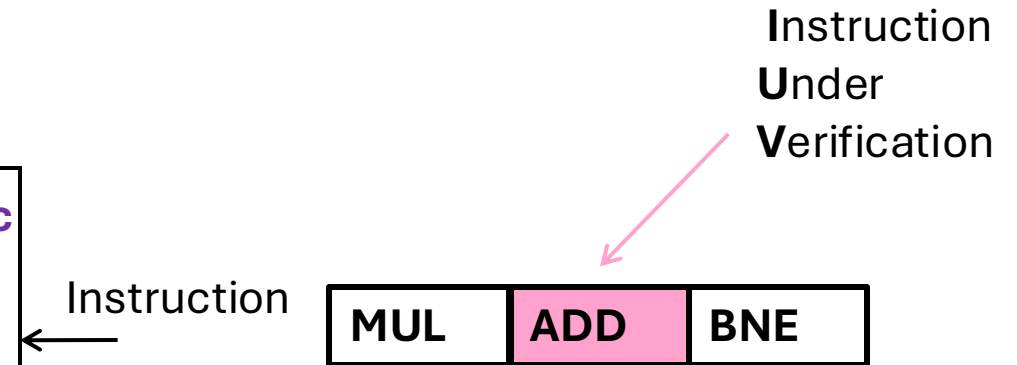 Instruction
Under
Verification
c
Instruction
MUL ADD BNE